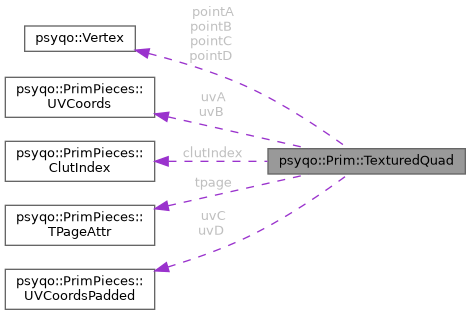 pointA
pointB
pointC
pointD
psyqo::Vertex
psyqo::PrimPieces::
UVCoords
uvA
uvB
psyqo::PrimPieces::
ClutIndex
clutIndex
psyqo::Prim::TexturedQuad
tpage
psyqo::PrimPieces::
TPageAttr
uvC
uvD
psyqo::PrimPieces::
UVCoordsPadded